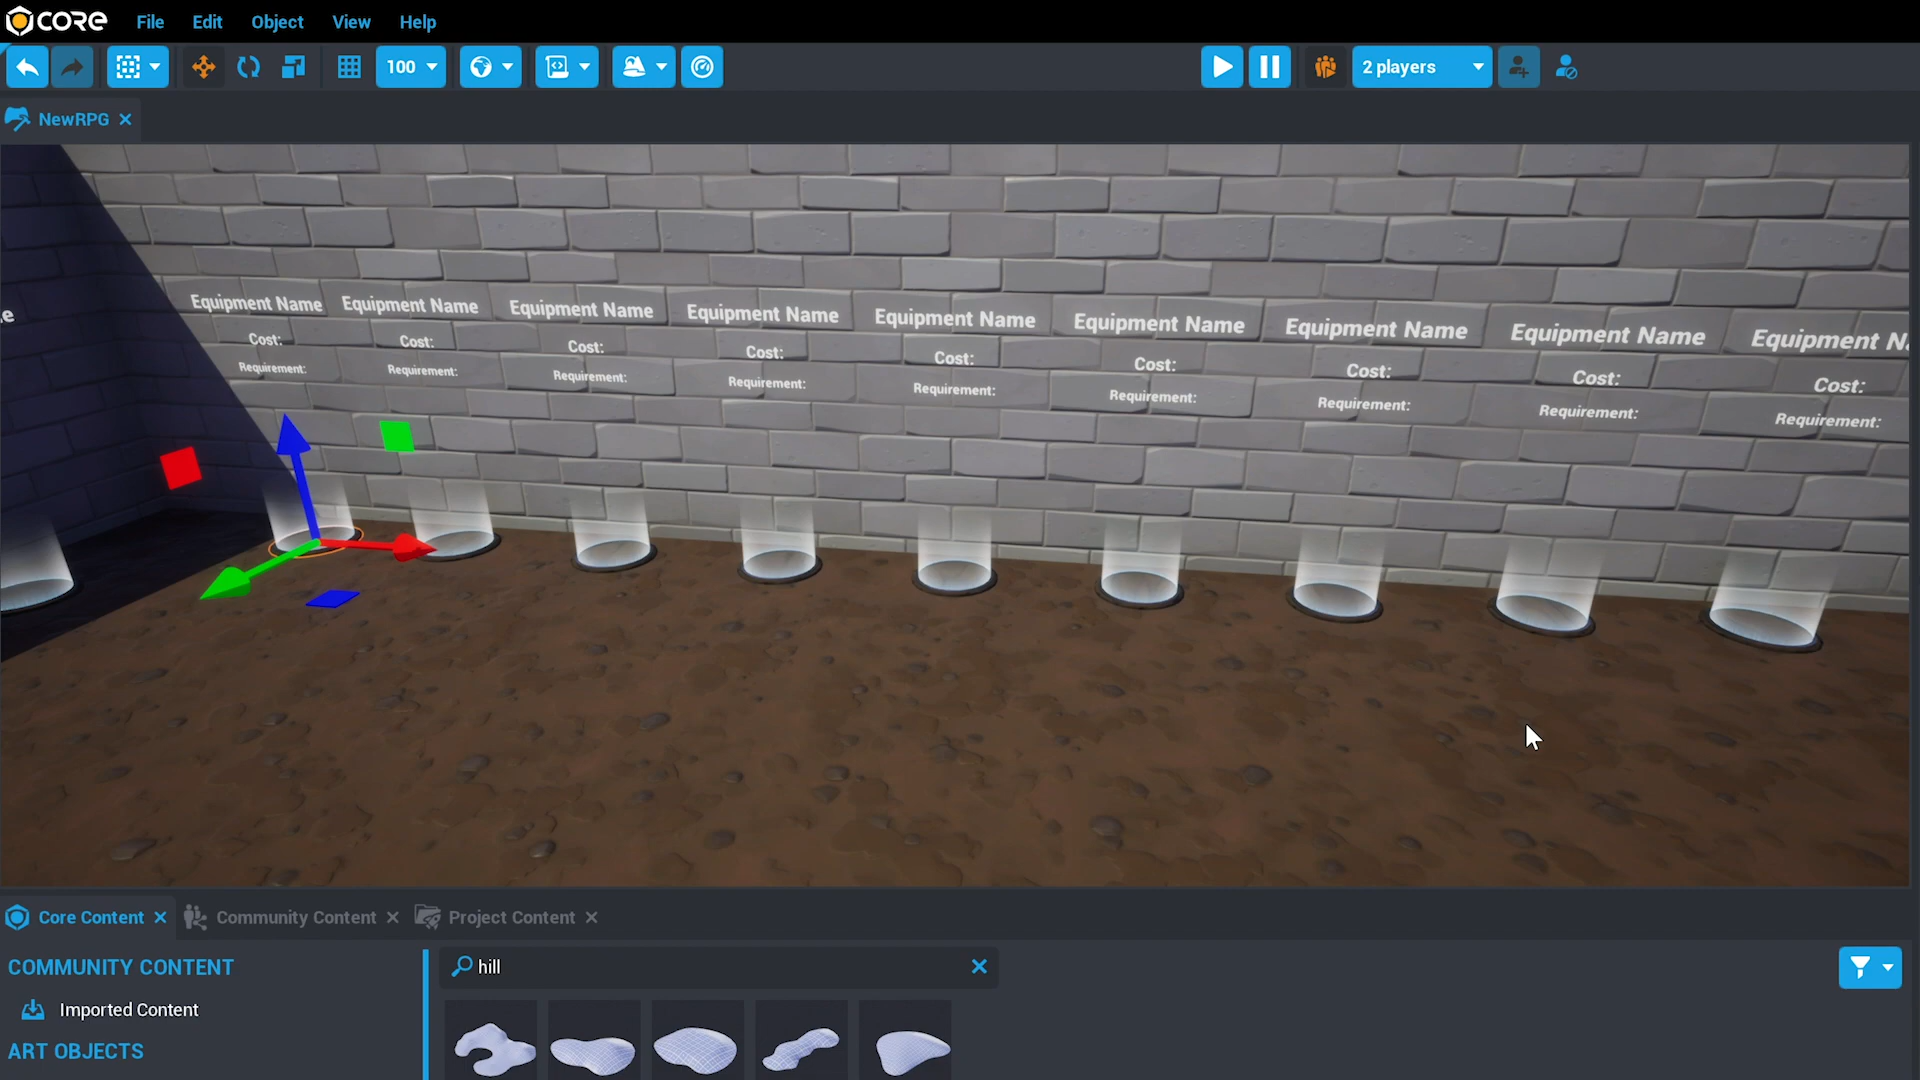 CORE File Edit Object View Help
100 2 players
NewRPG
e Equipment Name Equipment Name Equipment Name Equipment Name Equipment Name Equipment Name Equipment Name Equipment Name Equipment N
Cost: Cost: Cost: Cost: Cost: Cost: Cost: Cost: Cost:
Requirement: Requirement: Requirement: Requirement: Requirement: Requirement: Requirement: Requirement: Requirement:
Core Content Community Content Project Content
COMMUNITY CONTENT
hill
Imported Content
ART OBJECTS